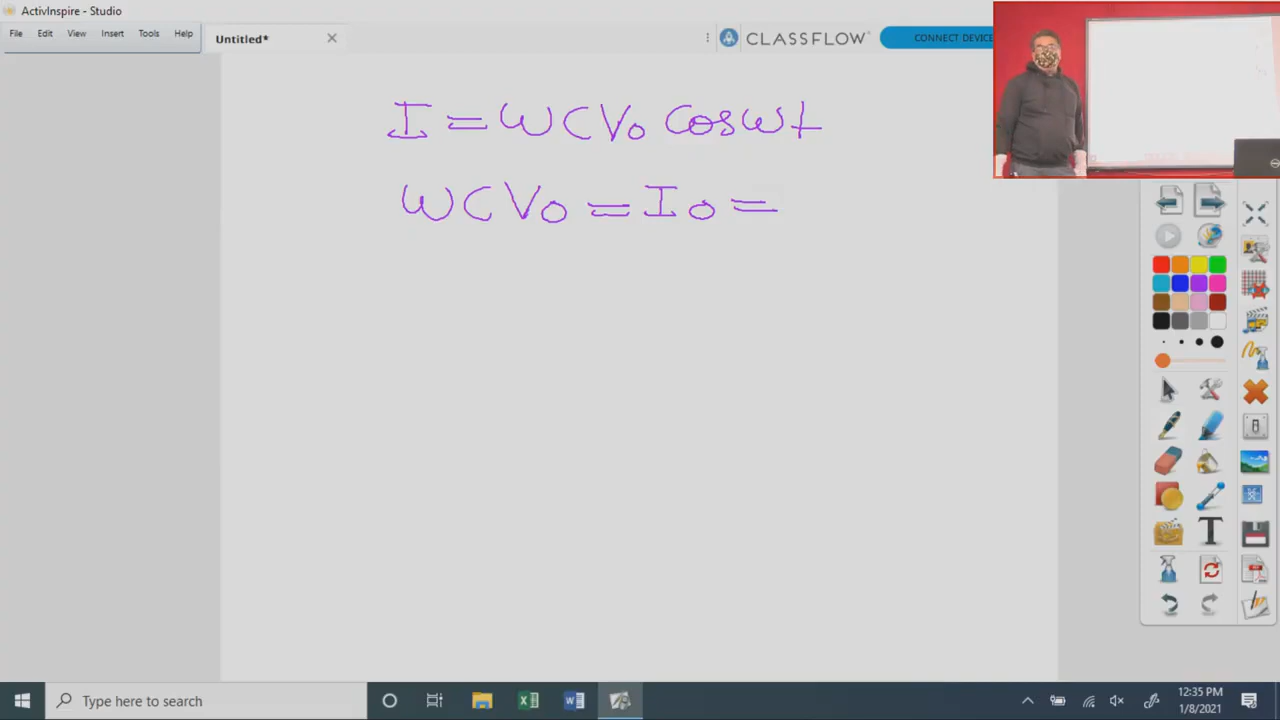 ActivInspire - Studio
File Edit View Insert Tools Help
Untitled*
CLASSFLOW
CONNECT DEVICE
I = ωCV₀ Cosωt
ωCV₀ = I₀ =
Type here to search
12:35 PM
1/8/2021